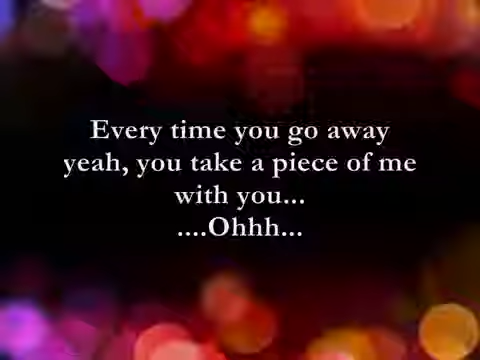 Every time you go away
yeah, you take a piece of me
with you...
....Ohhh...